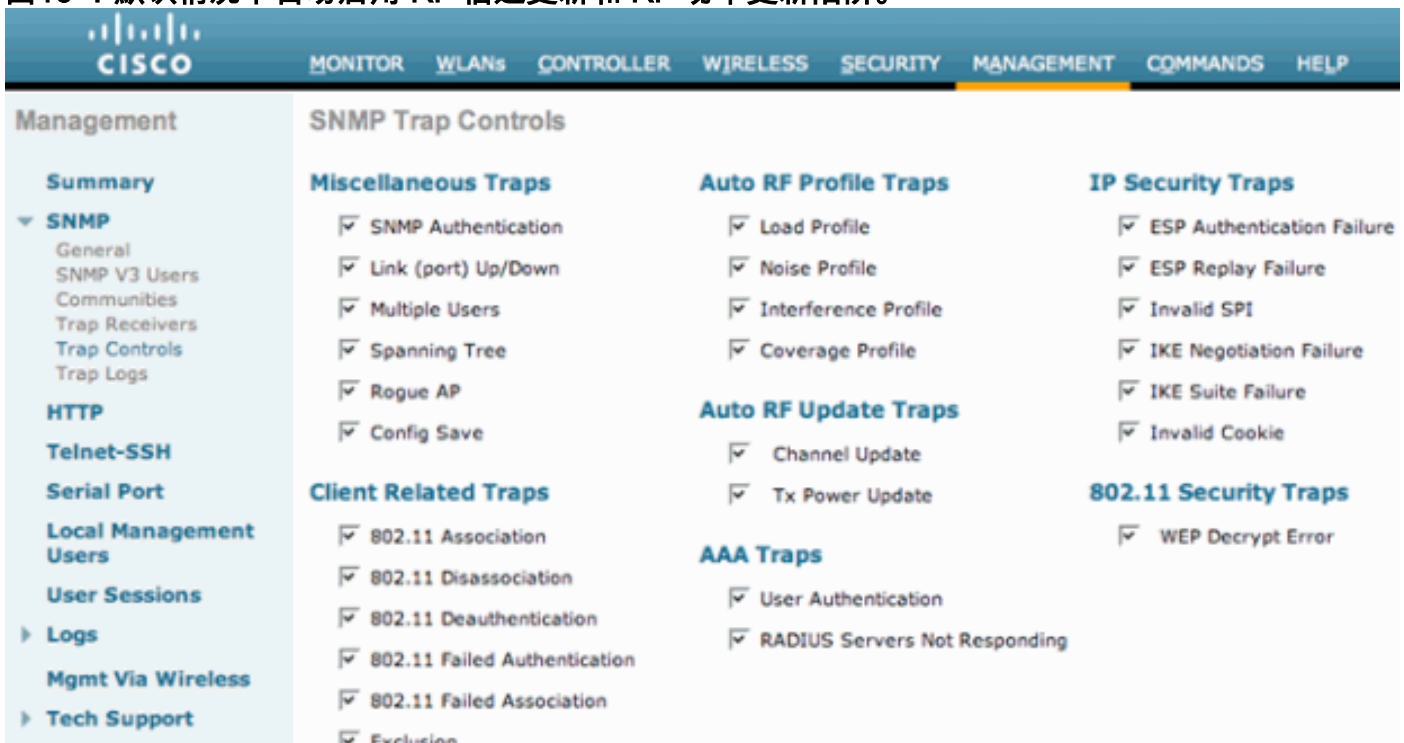 CISCO
MONITOR WLANs CONTROLLER WIRELESS SECURITY MANAGEMENT COMMANDS HELP
Management
Summary
SNMP
General
SNMP V3 Users
Communities
Trap Receivers
Trap Controls
Trap Logs
HTTP
Telnet-SSH
Serial Port
Local Management
Users
User Sessions
Logs
Mgmt Via Wireless
Tech Support
SNMP Trap Controls
Miscellaneous Traps
SNMP Authentication
Link (port) Up/Down
Multiple Users
Spanning Tree
Rogue AP
Config Save
Client Related Traps
802.11 Association
802.11 Disassociation
802.11 Deauthentication
802.11 Failed Authentication
802.11 Failed Association
Exclusion
Auto RF Profile Traps
Load Profile
Noise Profile
Interference Profile
Coverage Profile
Auto RF Update Traps
Channel Update
Tx Power Update
AAA Traps
User Authentication
RADIUS Servers Not Responding
IP Security Traps
ESP Authentication Failure
ESP Replay Failure
Invalid SPI
IKE Negotiation Failure
IKE Suite Failure
Invalid Cookie
802.11 Security Traps
WEP Decrypt Error